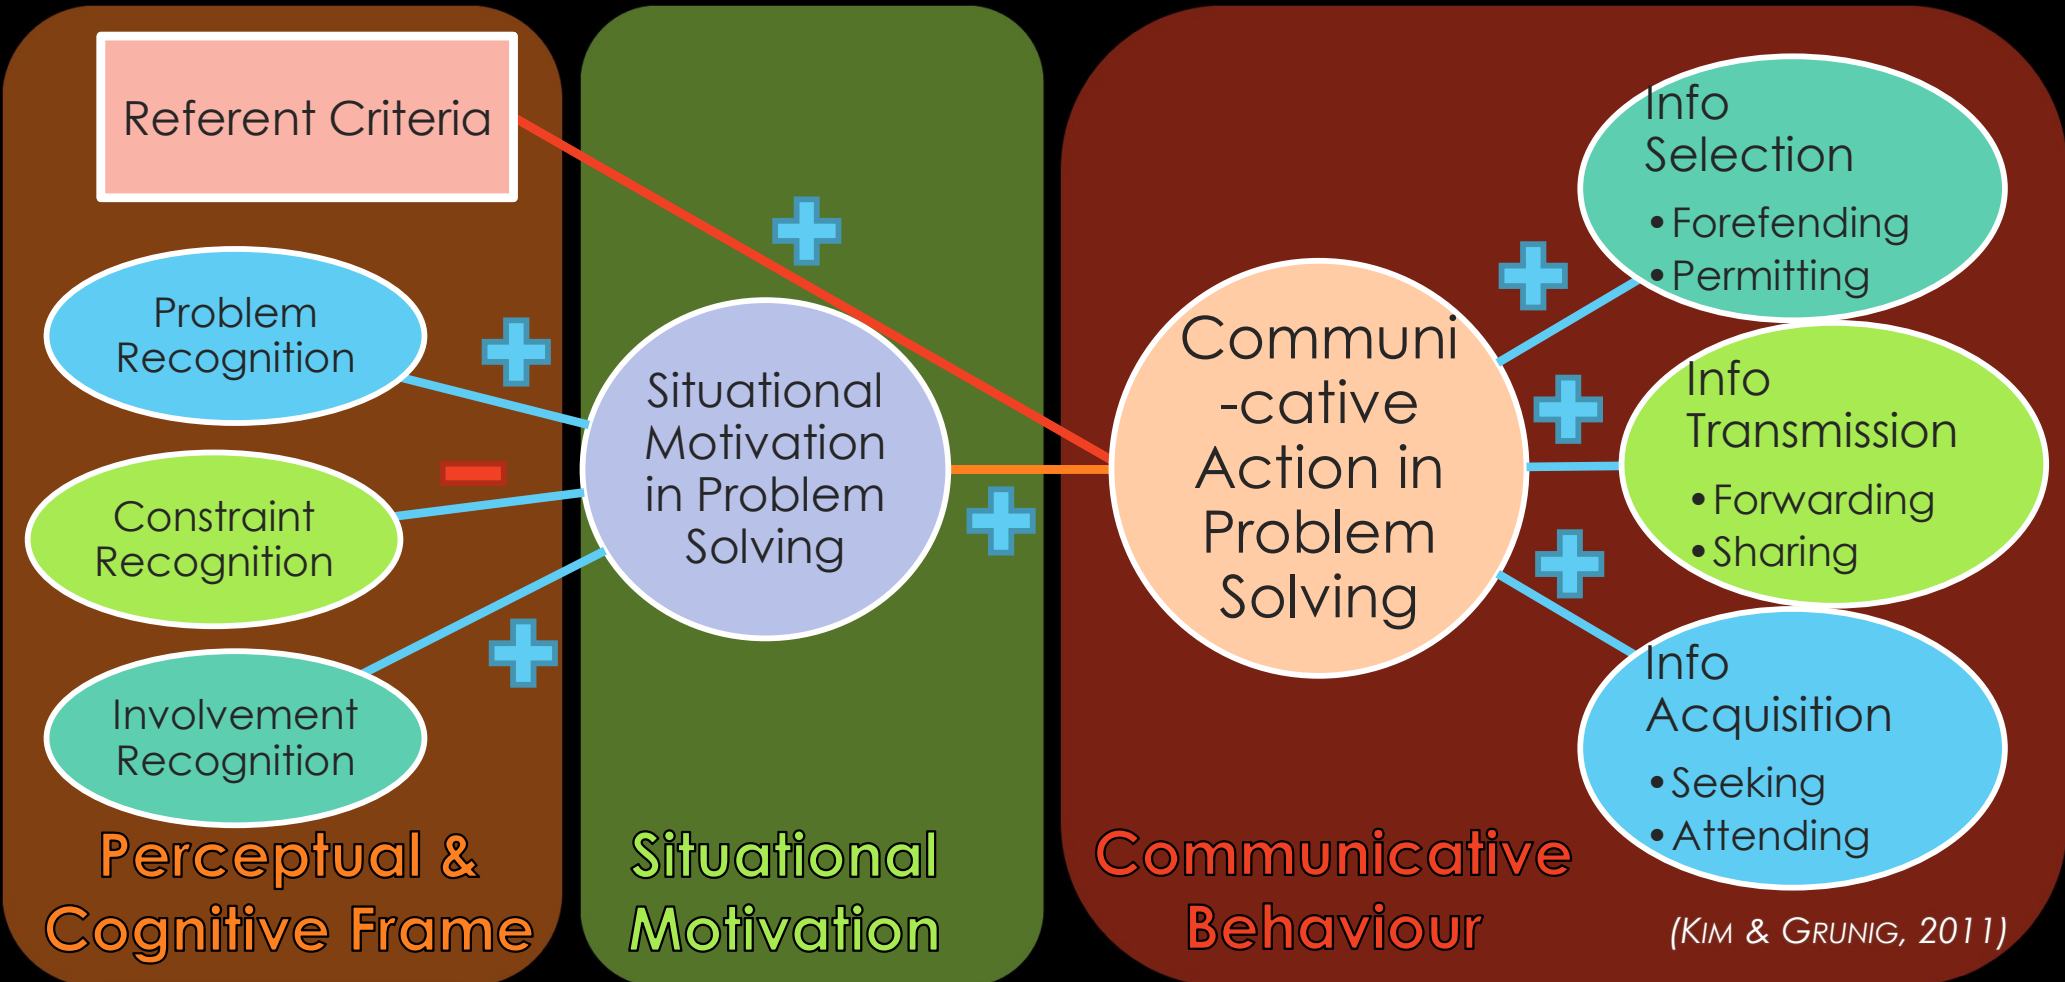 Referent Criteria
Problem
Recognition
Constraint
Recognition
Involvement
Recognition
Perceptual &
Cognitive Frame
Situational
Motivation
in Problem
Solving
Situational
Motivation
Communi
-cative
Action in
Problem
Solving
Communicative
Behaviour
Info
Selection
•Forefending
•Permitting
Info
Transmission
•Forwarding
•Sharing
Info
Acquisition
•Seeking
•Attending
(KIM & GRUNIG, 2011)